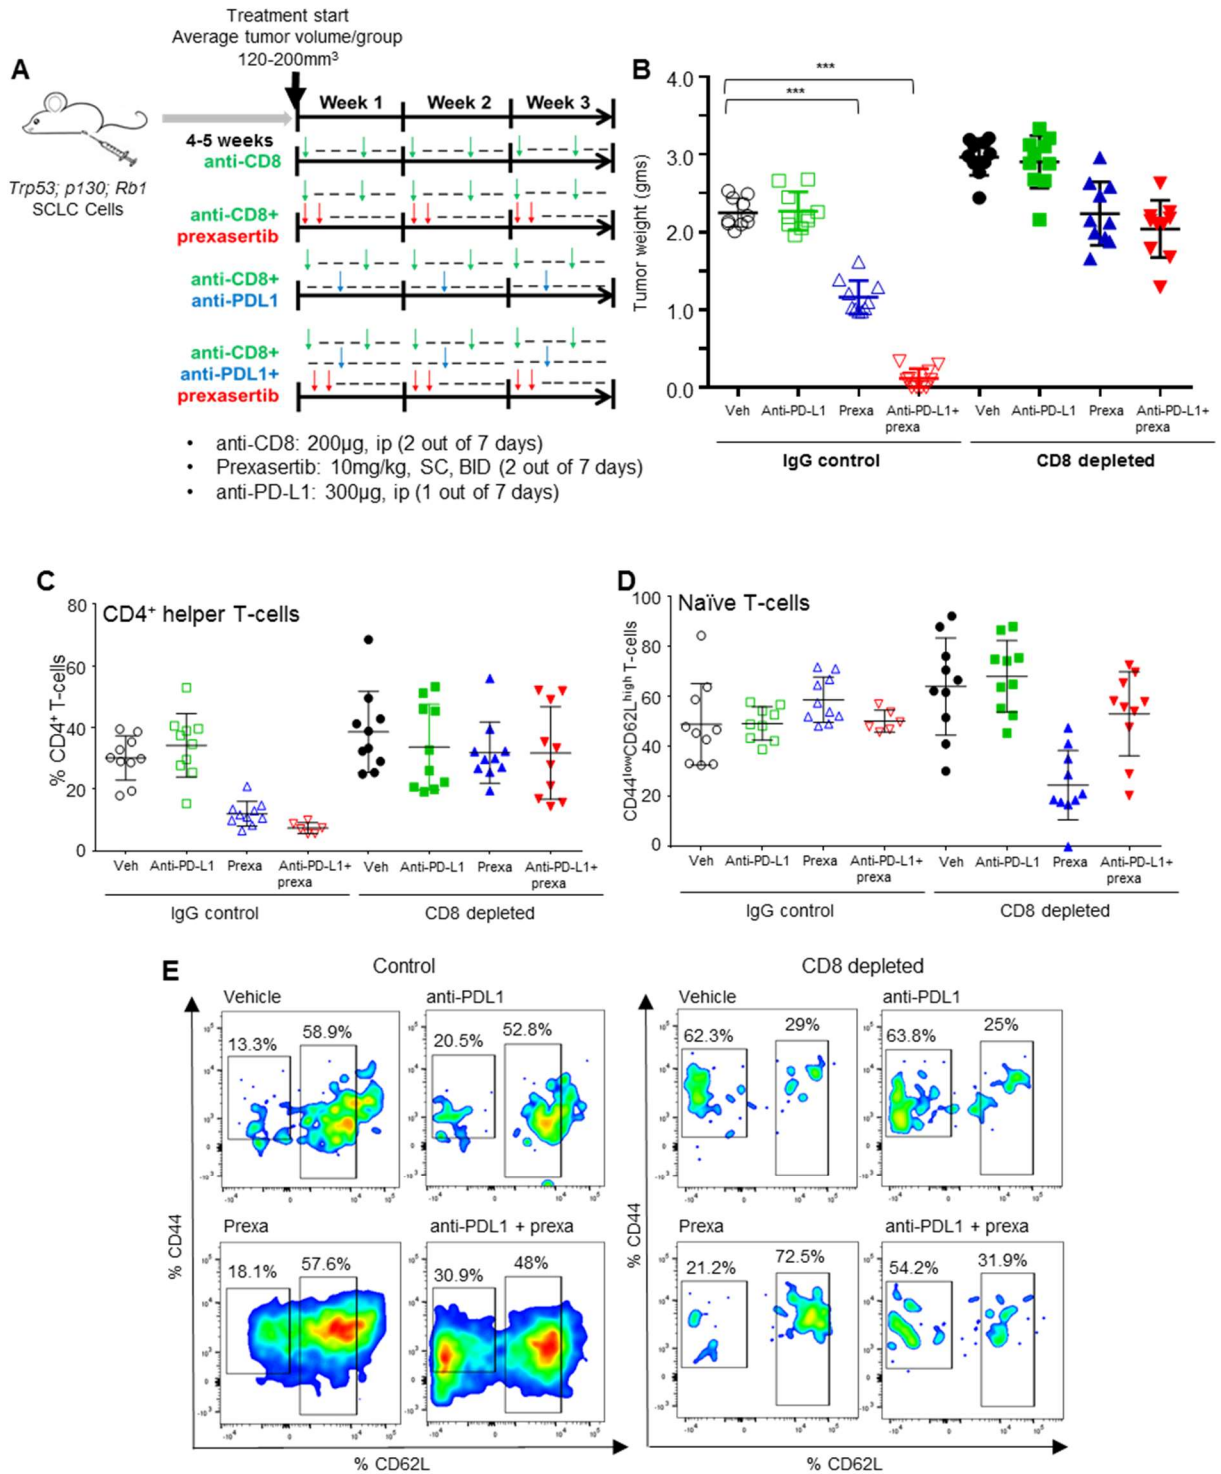 Treatment start
Average tumor volume/group
120-200mm³
A
Week 1
Week 2
Week 3
4-5 weeks
anti-CD8
Trp53; p130; Rb1
SCLC Cells
anti-CD8+
prexasertib
anti-CD8+
anti-PDL1
anti-CD8+
anti-PDL1+
prexasertib
• anti-CD8: 200µg, ip (2 out of 7 days)
• Prexasertib: 10mg/kg, SC, BID (2 out of 7 days)
• anti-PD-L1: 300µg, ip (1 out of 7 days)
B
***
***
Tumor weight (gms)
4.0
3.0
2.0
1.0
0.0
Veh
Anti-PD-L1
Prexa
Anti-PD-L1+
prexa
Veh
Anti-PD-L1
Prexa
Anti-PD-L1+
prexa
IgG control
CD8 depleted
C
CD4⁺ helper T-cells
% CD4⁺ T-cells
80
60
40
20
0
Veh
Anti-PD-L1
Prexa
Anti-PD-L1+
prexa
Veh
Anti-PD-L1
Prexa
Anti-PD-L1+
prexa
IgG control
CD8 depleted
D
Naïve T-cells
CD44ˡᵒʷCD62Lʰⁱᵍʰ T-cells
100
80
60
40
20
0
Veh
Anti-PD-L1
Prexa
Anti-PD-L1+
prexa
Veh
Anti-PD-L1
Prexa
Anti-PD-L1+
prexa
IgG control
CD8 depleted
E
Control
CD8 depleted
Vehicle
13.3%
58.9%
anti-PDL1
20.5%
52.8%
Vehicle
62.3%
29%
anti-PDL1
63.8%
25%
Prexa
18.1%
57.6%
anti-PDL1 + prexa
30.9%
48%
Prexa
21.2%
72.5%
anti-PDL1 + prexa
54.2%
31.9%
% CD44
% CD62L
% CD44
% CD62L